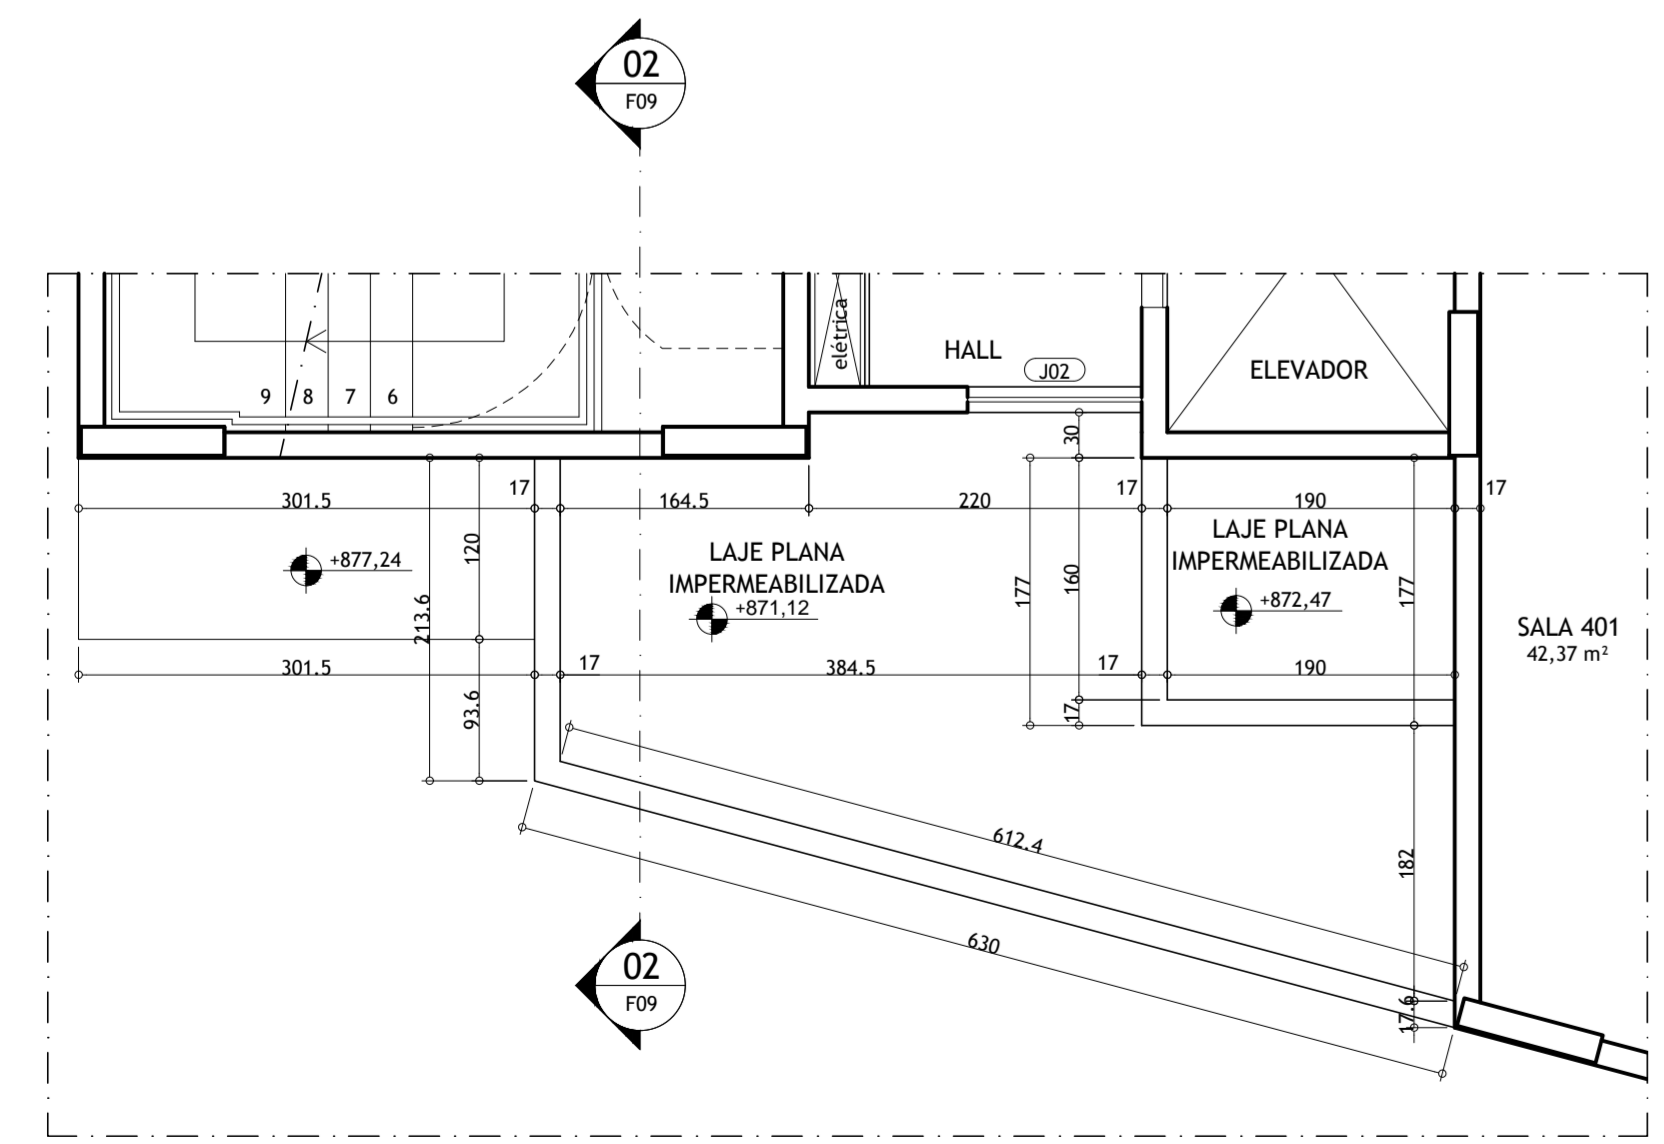 02
F09
elétrica
HALL
J02
ELEVADOR
9 8 7 6
30
301.5
17
164.5
220
17
190
17
120
+877,24
213.6
LAJE PLANA
IMPERMEABILIZADA
+871,12
177
160
LAJE PLANA
IMPERMEABILIZADA
+872,47
177
SALA 401
42,37 m²
301.5
17
384.5
17
190
93.6
17
612.4
182
630
17.6
02
F09